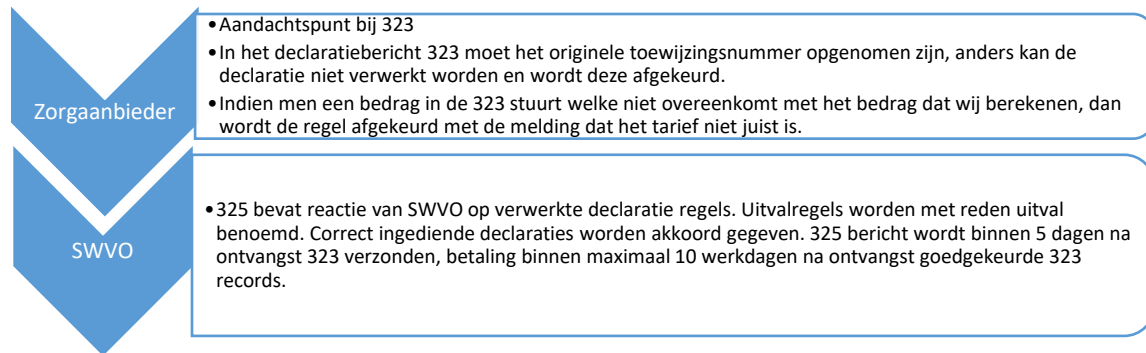 Zorgaanbieder
•Aandachtspunt bij 323
•In het declaratiebericht 323 moet het originele toewijzingsnummer opgenomen zijn, anders kan de
declaratie niet verwerkt worden en wordt deze afgekeurd.
•Indien men een bedrag in de 323 stuurt welke niet overeenkomt met het bedrag dat wij berekenen, dan
wordt de regel afgekeurd met de melding dat het tarief niet juist is.
SWVO
•325 bevat reactie van SWVO op verwerkte declaratie regels. Uitvalregels worden met reden uitval
benoemd. Correct ingediende declaraties worden akkoord gegeven. 325 bericht wordt binnen 5 dagen na
ontvangst 323 verzonden, betaling binnen maximaal 10 werkdagen na ontvangst goedgekeurde 323
records.